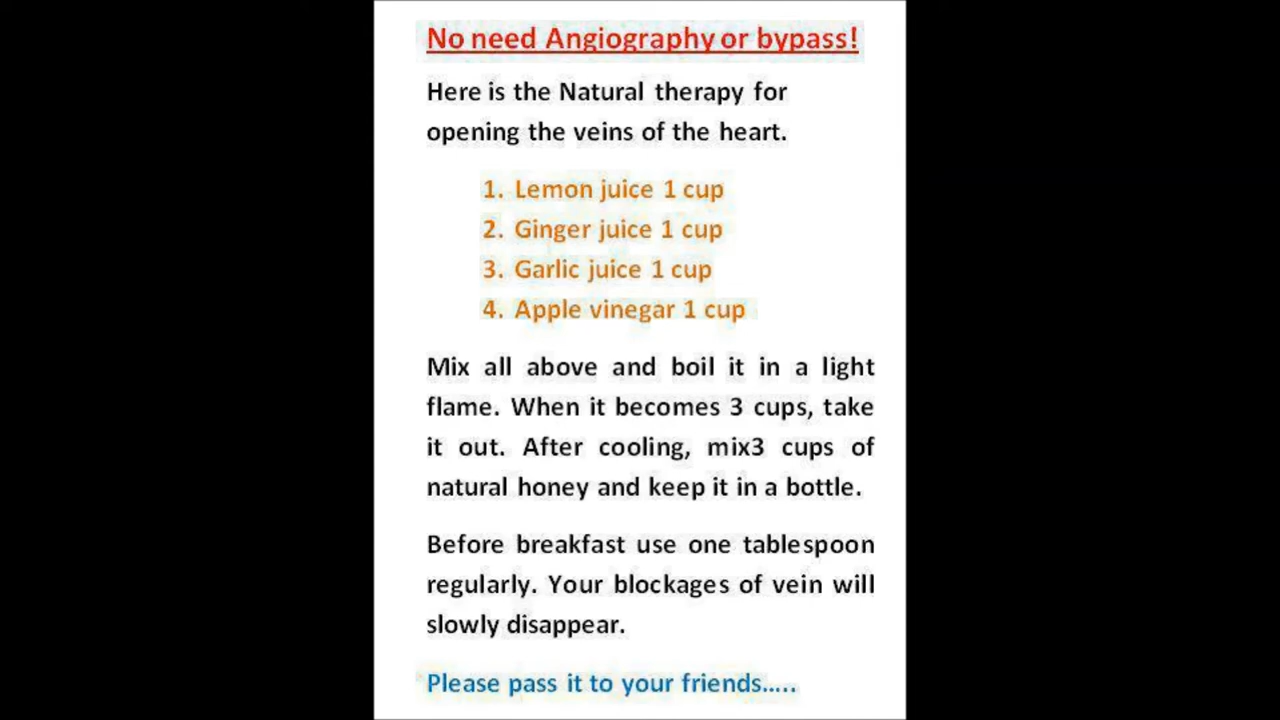 No need Angiography or bypass!
Here is the Natural therapy for
opening the veins of the heart.
1. Lemon juice 1 cup
2. Ginger juice 1 cup
3. Garlic juice 1 cup
4. Apple vinegar 1 cup
Mix all above and boil it in a light
flame. When it becomes 3 cups, take
it out. After cooling, mix3 cups of
natural honey and keep it in a bottle.
Before breakfast use one tablespoon
regularly. Your blockages of vein will
slowly disappear.
Please pass it to your friends.....